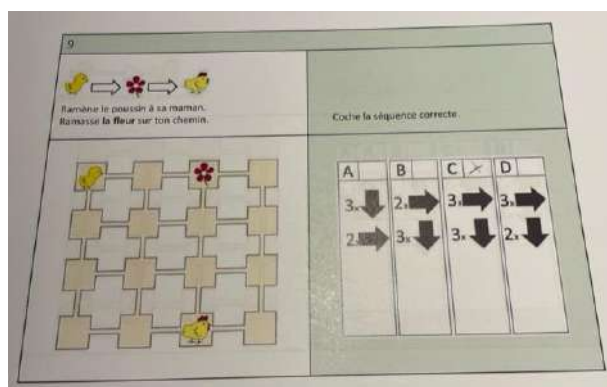 9
Ramène le poussin à sa maman.
Ramasse la fleur sur ton chemin.
Coche la séquence correcte.
A B C X D
3x 2x 3x 3x
2x 3x 3x 2x